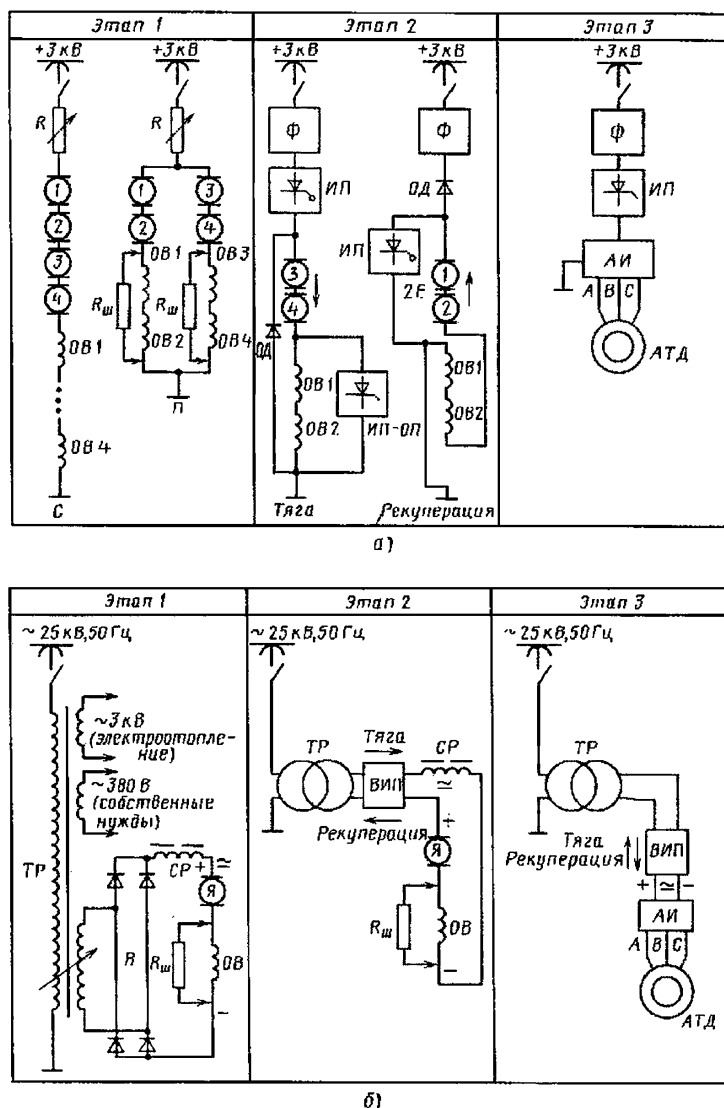 Этап 1
Этап 2
Этап 3
+3кВ
+3кВ
+3кВ
+3кВ
+3кВ
R
R
Ф
Ф
Ф
ИП
ОД
ИП
1
2
3
4
1
2
3
4
ОВ1
ОВ3
Rш
Rш
ОВ2
ОВ4
П
ОВ1
ОВ4
С
3
4
ОД
ОВ1
ОВ2
ИП-ОП
Тяга
ИП
1
2
ОВ1
ОВ2
Рекуперация
АИ
А В С
АТД
а)
Этап 1
Этап 2
Этап 3
~25кВ,50Гц
~25кВ,50Гц
~25кВ,50Гц
~3кВ
(электроотопле-
ние)
~380В
(собственные
нужды)
ТР
СР +
≃
Я
В
Rш
ОВ
-
ТР
Тяга
СР
ВИП
≃
Рекуперация
+
Я
Rш
ОВ
-
ТР
Тяга
Рекуперация
ВИП
+ ≃ -
АИ
А В С
АТД
б)